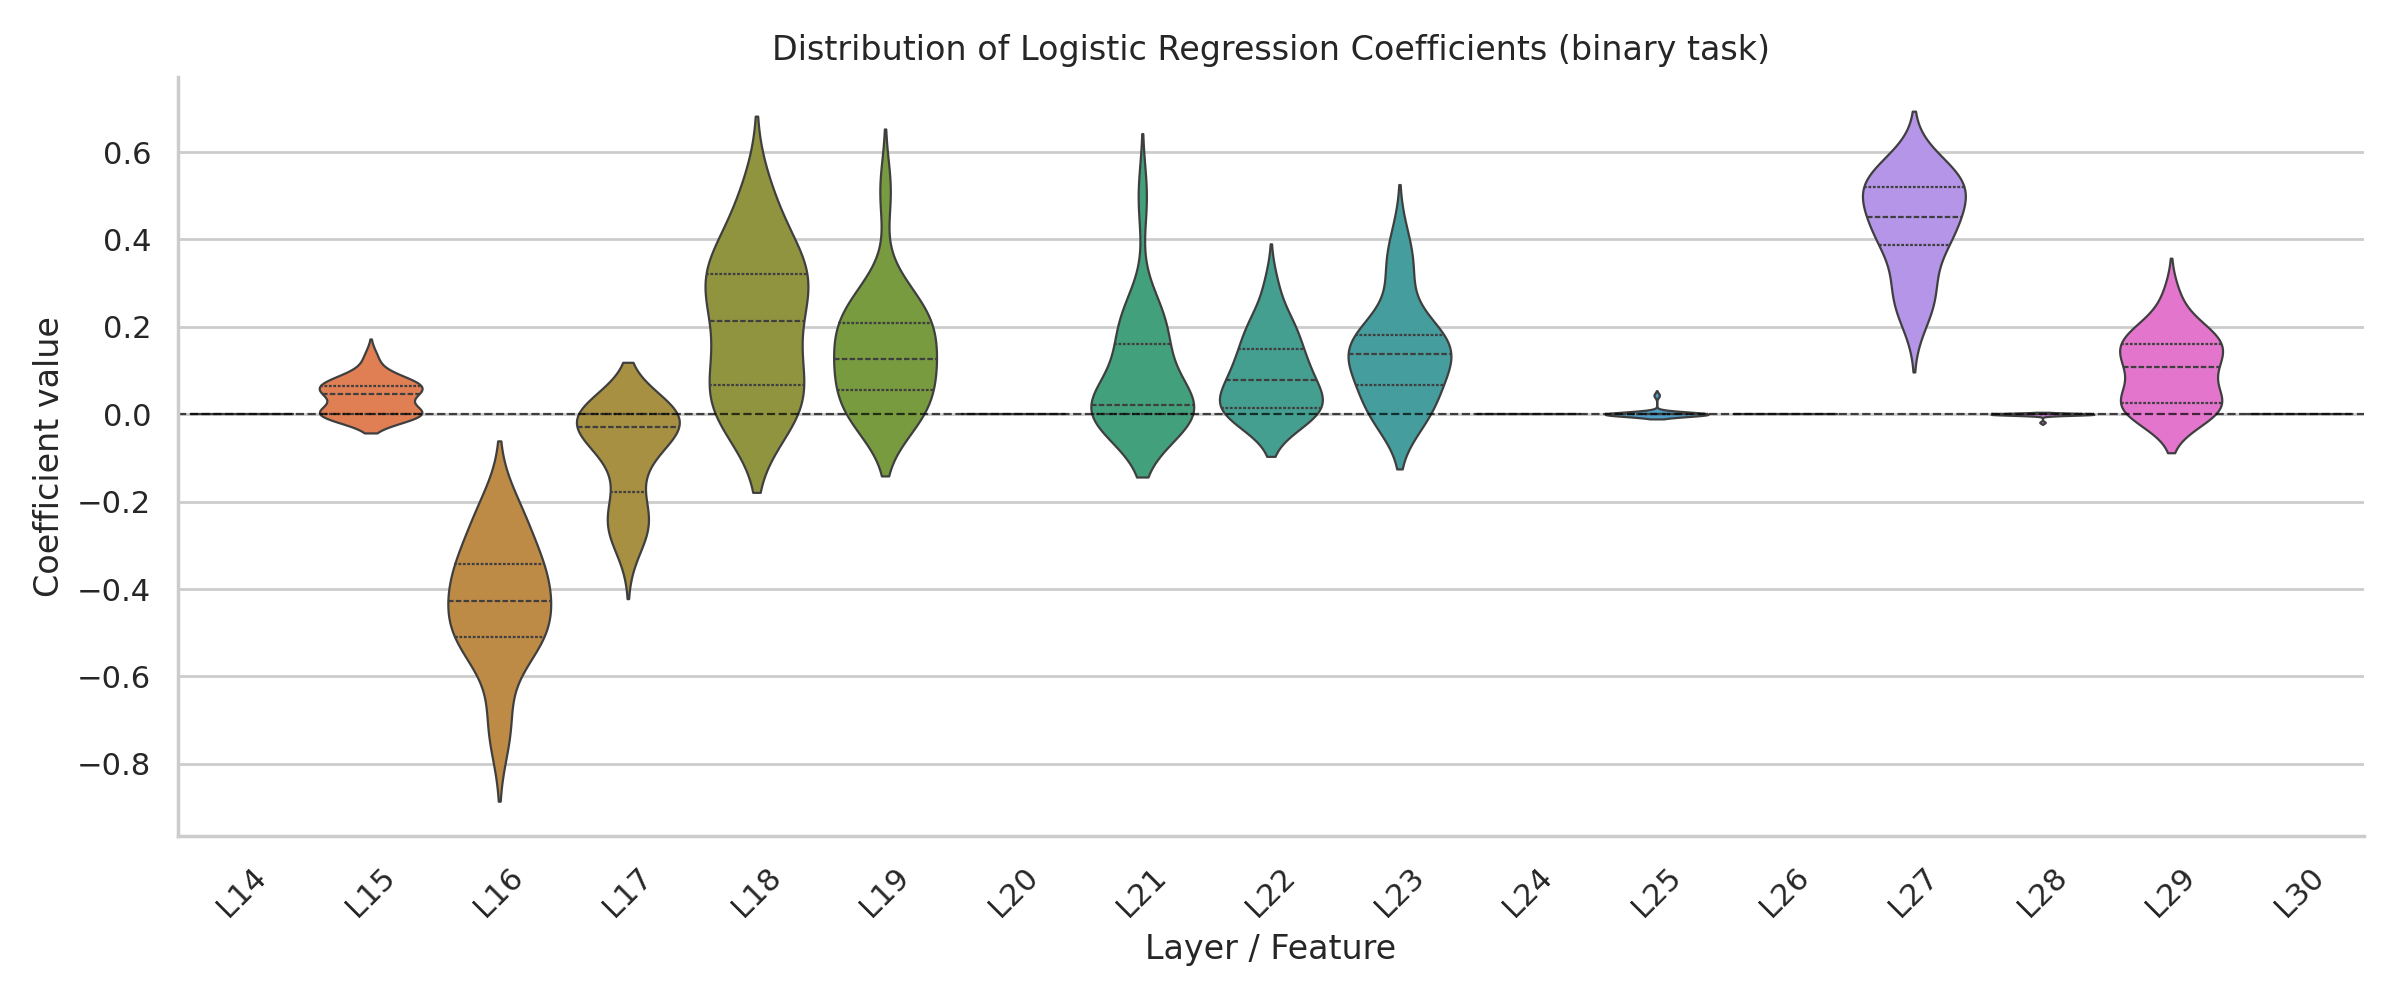 Distribution of Logistic Regression Coefficients (binary task)
Coefficient value
0.6
0.4
0.2
0.0
−0.2
−0.4
−0.6
−0.8
L14 L15 L16 L17 L18 L19 L20 L21 L22 L23 L24 L25 L26 L27 L28 L29 L30
Layer / Feature